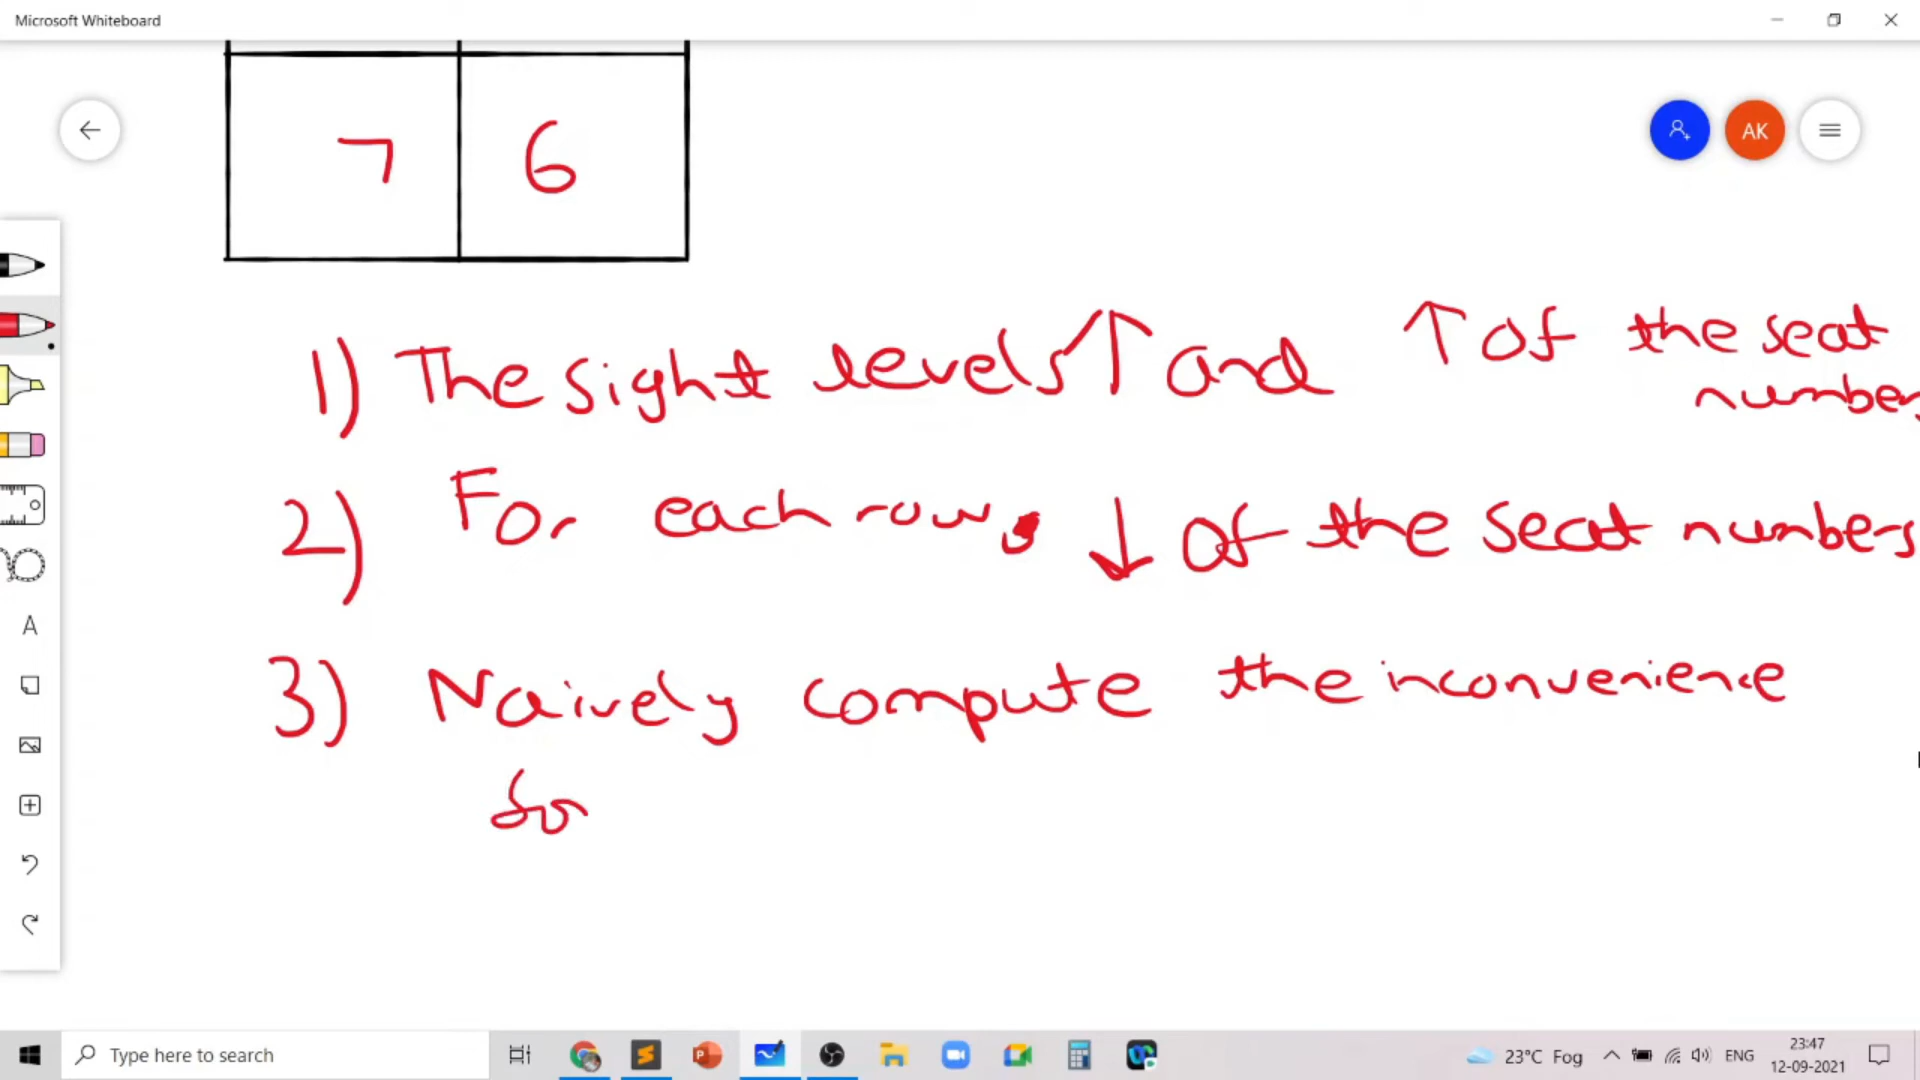 Microsoft Whiteboard
7 6
AK
1) The sight levels ↑ and ↑ of the seat
numbers
2) For each row, ↓ of the seat numbers
3) Naively compute the inconvenience
for
A
Type here to search
23°C Fog
ENG
23:47
12-09-2021